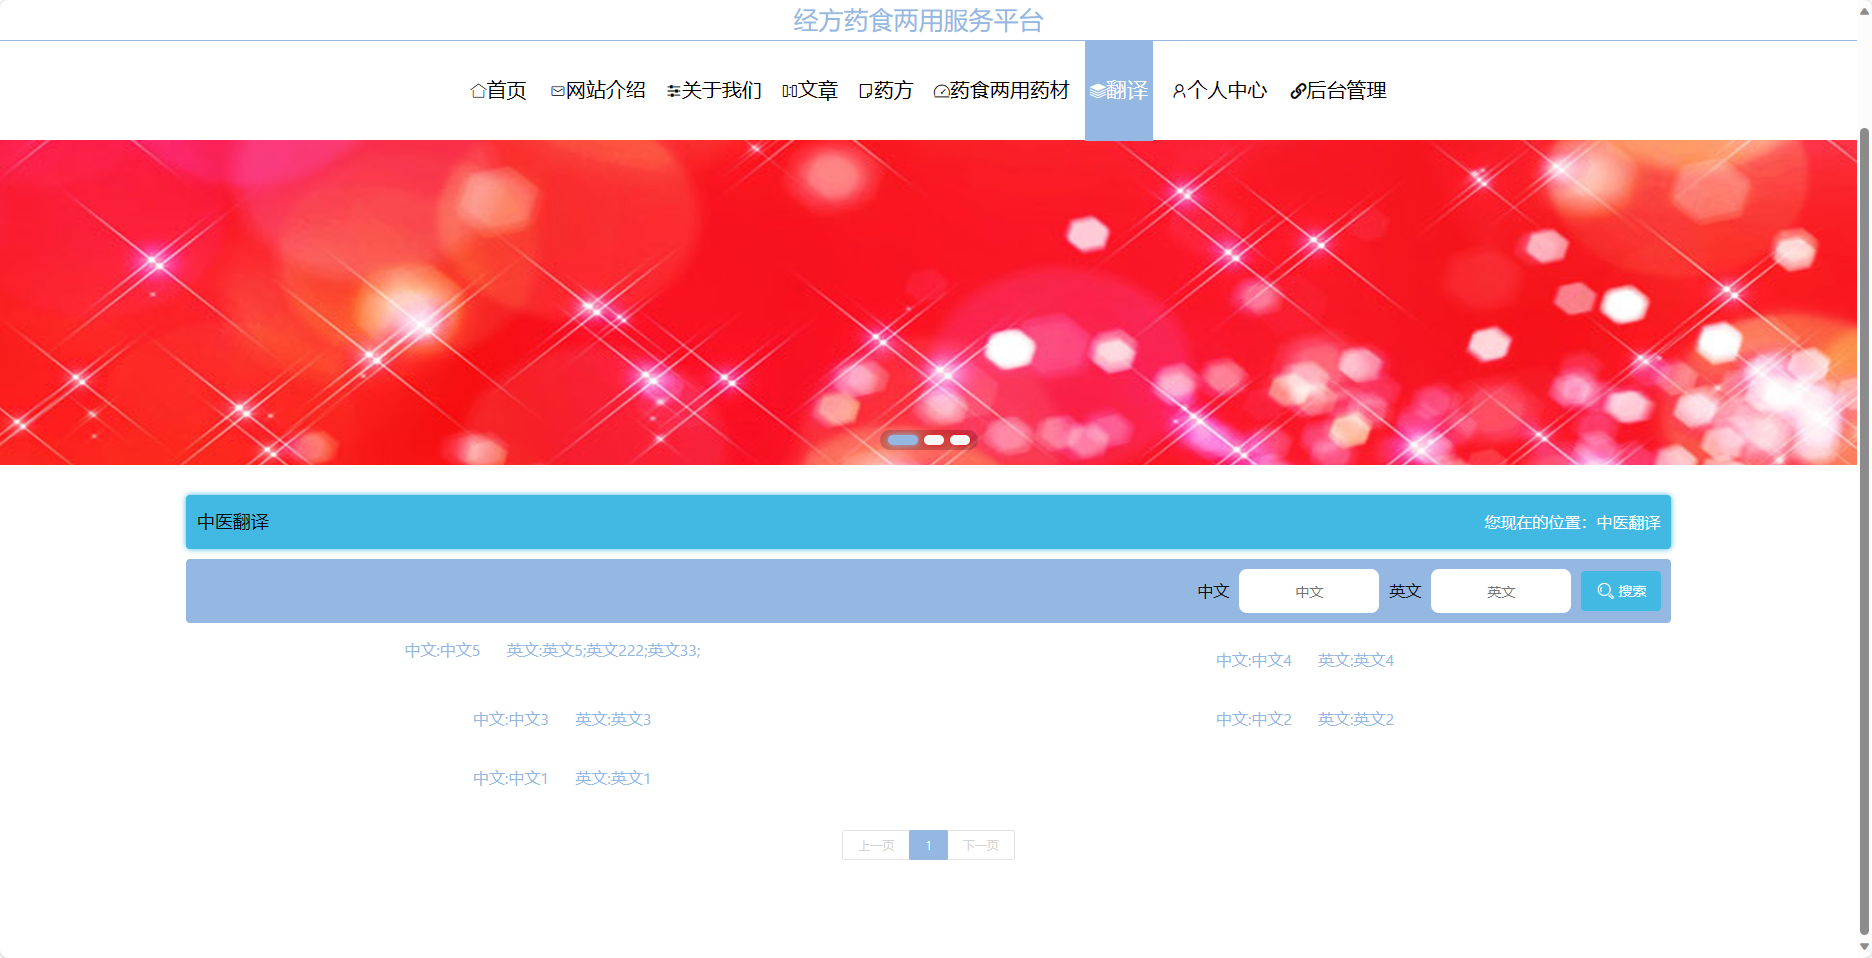 经方药食两用服务平台
首页 网站介绍 关于我们 文章 药方 药食两用药材 翻译 个人中心 后台管理
中医翻译 您现在的位置：中医翻译
中文 中文 英文 英文 搜索
中文:中文5 英文:英文5;英文222;英文33;
中文:中文4 英文:英文4
中文:中文3 英文:英文3 中文:中文2 英文:英文2
中文:中文1 英文:英文1
上一页 1 下一页